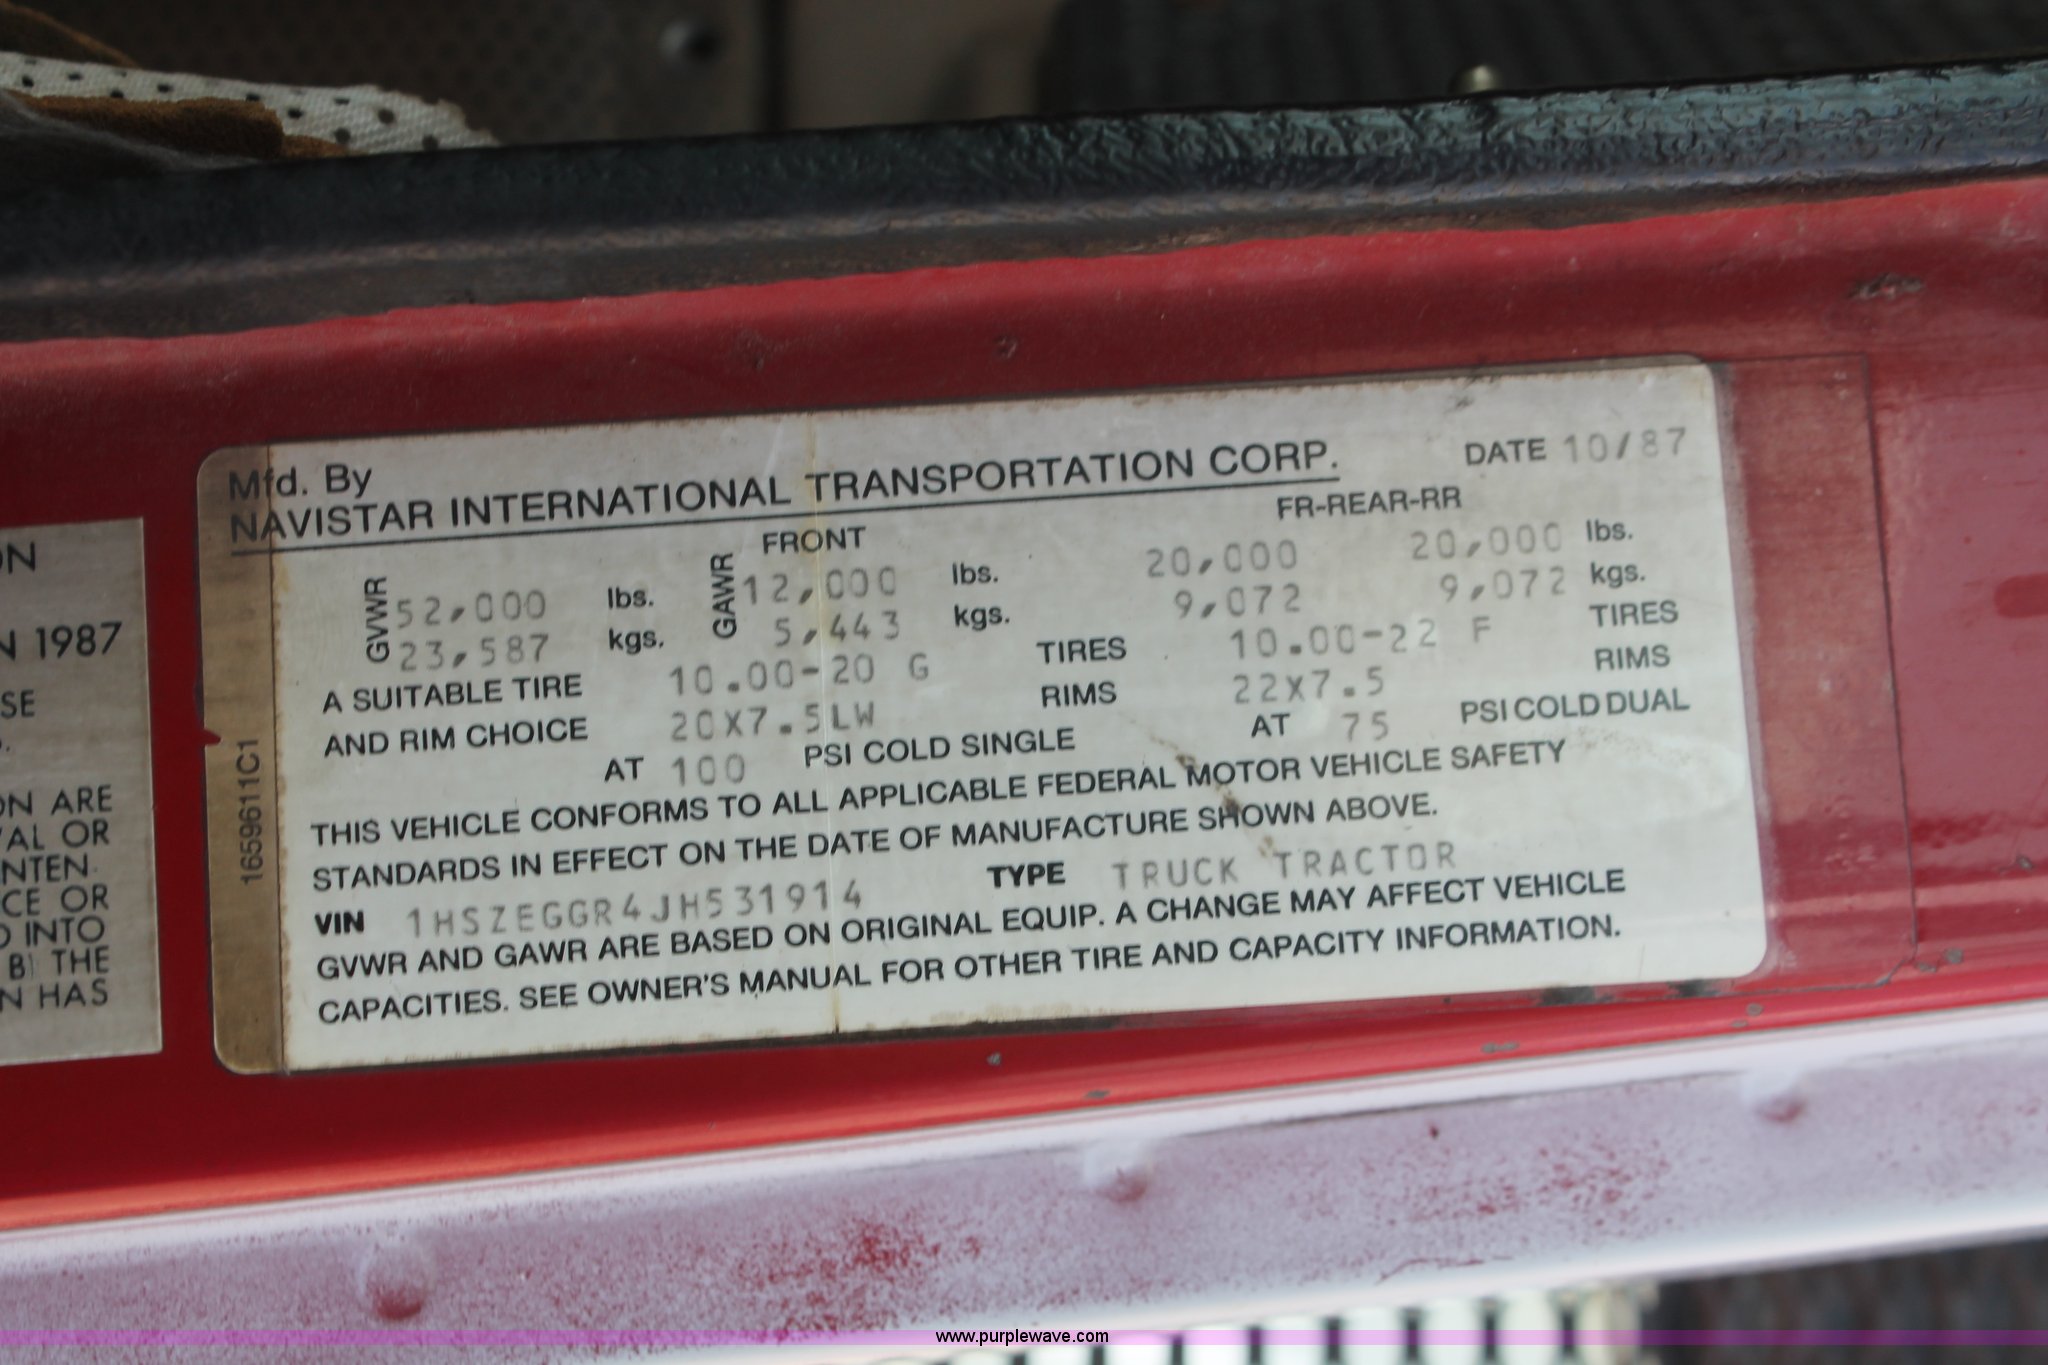 Mfd. By
NAVISTAR INTERNATIONAL TRANSPORTATION CORP. DATE 10/87
FRONT FR-REAR-RR
GVWR 52,000 lbs. GAWR 12,000 lbs. 20,000 20,000 lbs.
23,587 kgs. 5,443 kgs. 9,072 9,072 kgs.
A SUITABLE TIRE 10.00-20 G TIRES 10.00-22 F TIRES
AND RIM CHOICE 20X7.5LW RIMS 22X7.5 RIMS
AT 100 PSI COLD SINGLE AT 75 PSI COLD DUAL
THIS VEHICLE CONFORMS TO ALL APPLICABLE FEDERAL MOTOR VEHICLE SAFETY
STANDARDS IN EFFECT ON THE DATE OF MANUFACTURE SHOWN ABOVE.
VIN 1HSZEGGR4JH531914 TYPE TRUCK TRACTOR
GVWR AND GAWR ARE BASED ON ORIGINAL EQUIP. A CHANGE MAY AFFECT VEHICLE
CAPACITIES. SEE OWNER'S MANUAL FOR OTHER TIRE AND CAPACITY INFORMATION.
1659611C1
ON
N 1987
SE
ON ARE
VAL OR
NTEN
CE OR
INTO
THE
N HAS
www.purplewave.com